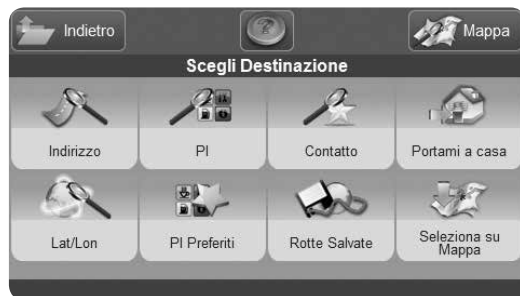 Indietro
Mappa
Scegli Destinazione
Indirizzo
PI
Contatto
Portami a casa
Lat/Lon
PI Preferiti
Rotte Salvate
Seleziona su
Mappa